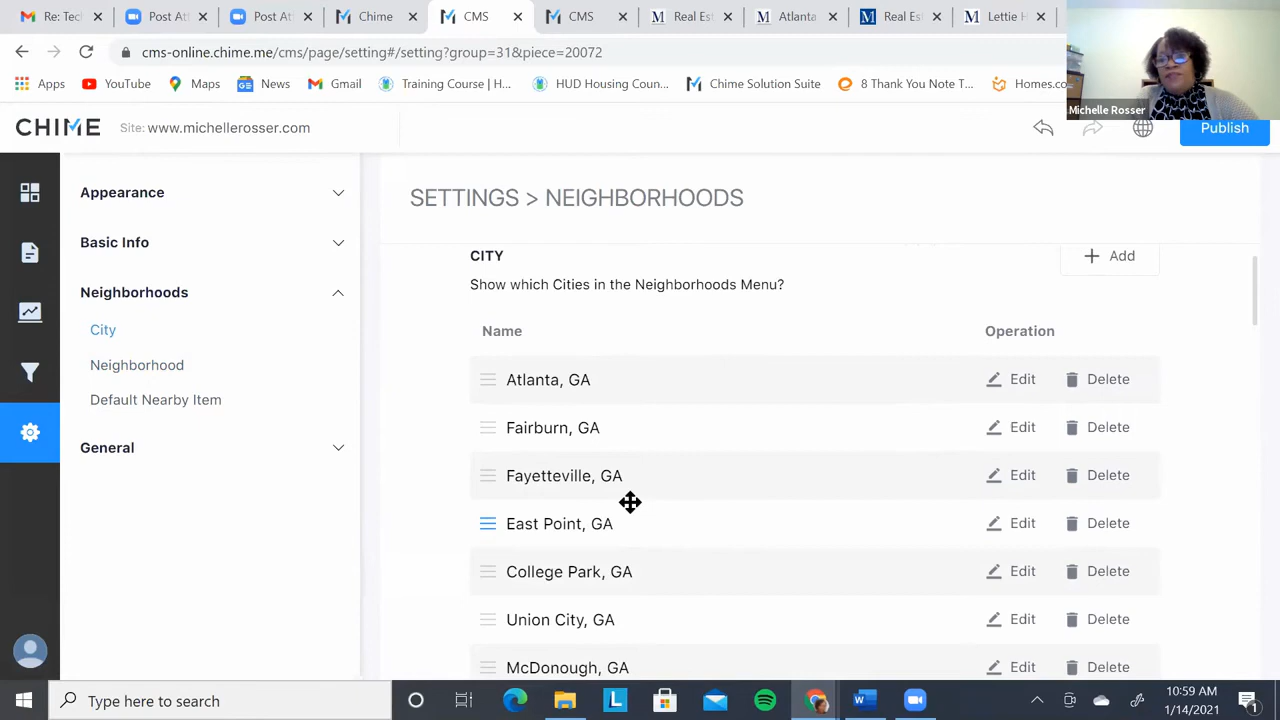 Re: Tec
Post Atl
Post Atl
Chime
CMS
CMS
Real Es
Atlanta
Real Es
Lettie H
cms-online.chime.me/cms/page/setting#/setting?group=31&piece=20072
Apps
YouTube
Maps
News
Gmail
Training Course | H...
HUD Housing Coun...
Chime Solution Site
8 Thank You Note T...
Homes.co
Michelle Rosser
CHIME
Site: www.michellerosser.com
Publish
Appearance
Basic Info
Neighborhoods
City
Neighborhood
Default Nearby Item
General
SETTINGS > NEIGHBORHOODS
CITY
+ Add
Show which Cities in the Neighborhoods Menu?
Name Operation
Atlanta, GA Edit Delete
Fairburn, GA Edit Delete
Fayetteville, GA Edit Delete
East Point, GA Edit Delete
College Park, GA Edit Delete
Union City, GA Edit Delete
McDonough, GA Edit Delete
Type here to search
10:59 AM
1/14/2021